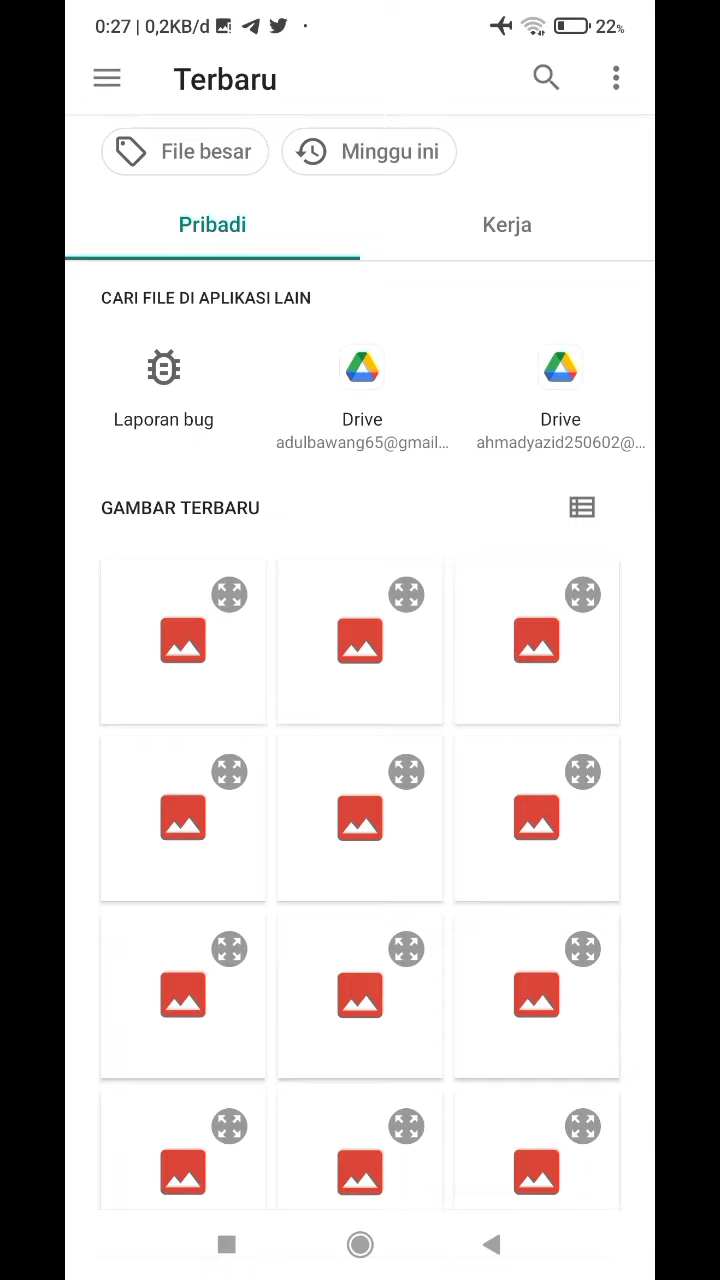 0:27 | 0,2KB/d 22%
Terbaru
File besar Minggu ini
Pribadi Kerja
CARI FILE DI APLIKASI LAIN
Laporan bug Drive Drive
adulbawang65@gmail... ahmadyazid250602@...
GAMBAR TERBARU